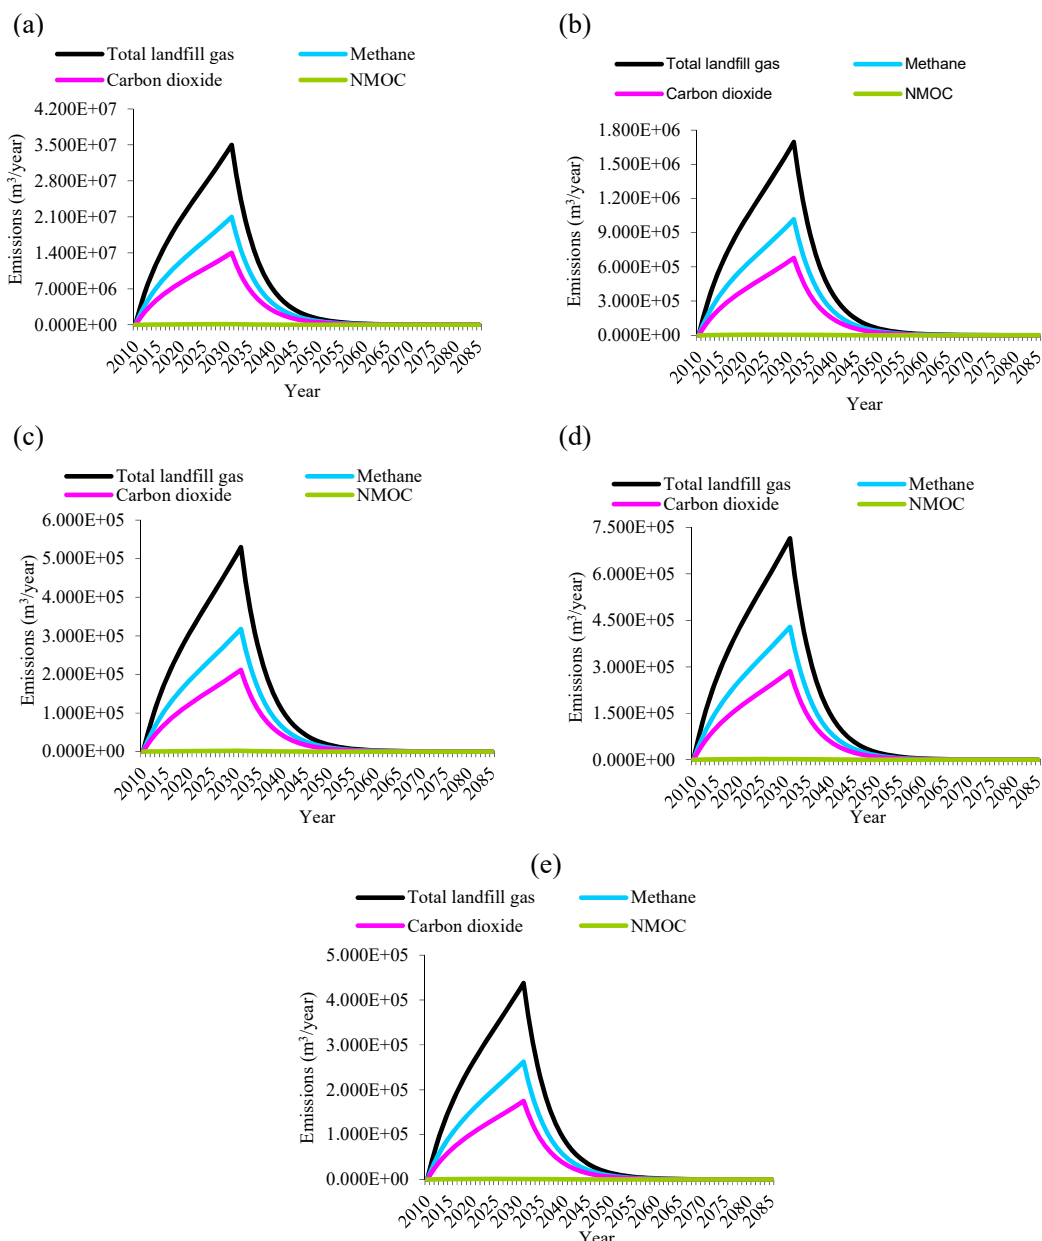 (a)
Total landfill gas
Methane
Carbon dioxide
NMOC
Emissions (m³/year)
4.200E+07
3.500E+07
2.800E+07
2.100E+07
1.400E+07
7.000E+06
0.000E+00
2010 2015 2020 2025 2030 2035 2040 2045 2050 2055 2060 2065 2070 2075 2080 2085
Year
(b)
Total landfill gas
Methane
Carbon dioxide
NMOC
Emissions (m³/year)
1.800E+06
1.500E+06
1.200E+06
9.000E+05
6.000E+05
3.000E+05
0.000E+00
2010 2015 2020 2025 2030 2035 2040 2045 2050 2055 2060 2065 2070 2075 2080 2085
Year
(c)
Total landfill gas
Methane
Carbon dioxide
NMOC
Emissions (m³/year)
6.000E+05
5.000E+05
4.000E+05
3.000E+05
2.000E+05
1.000E+05
0.000E+00
2010 2015 2020 2025 2030 2035 2040 2045 2050 2055 2060 2065 2070 2075 2080 2085
Year
(d)
Total landfill gas
Methane
Carbon dioxide
NMOC
Emissions (m³/year)
7.500E+05
6.000E+05
4.500E+05
3.000E+05
1.500E+05
0.000E+00
2010 2015 2020 2025 2030 2035 2040 2045 2050 2055 2060 2065 2070 2075 2080 2085
Year
(e)
Total landfill gas
Methane
Carbon dioxide
NMOC
Emissions (m³/year)
5.000E+05
4.000E+05
3.000E+05
2.000E+05
1.000E+05
0.000E+00
2010 2015 2020 2025 2030 2035 2040 2045 2050 2055 2060 2065 2070 2075 2080 2085
Year